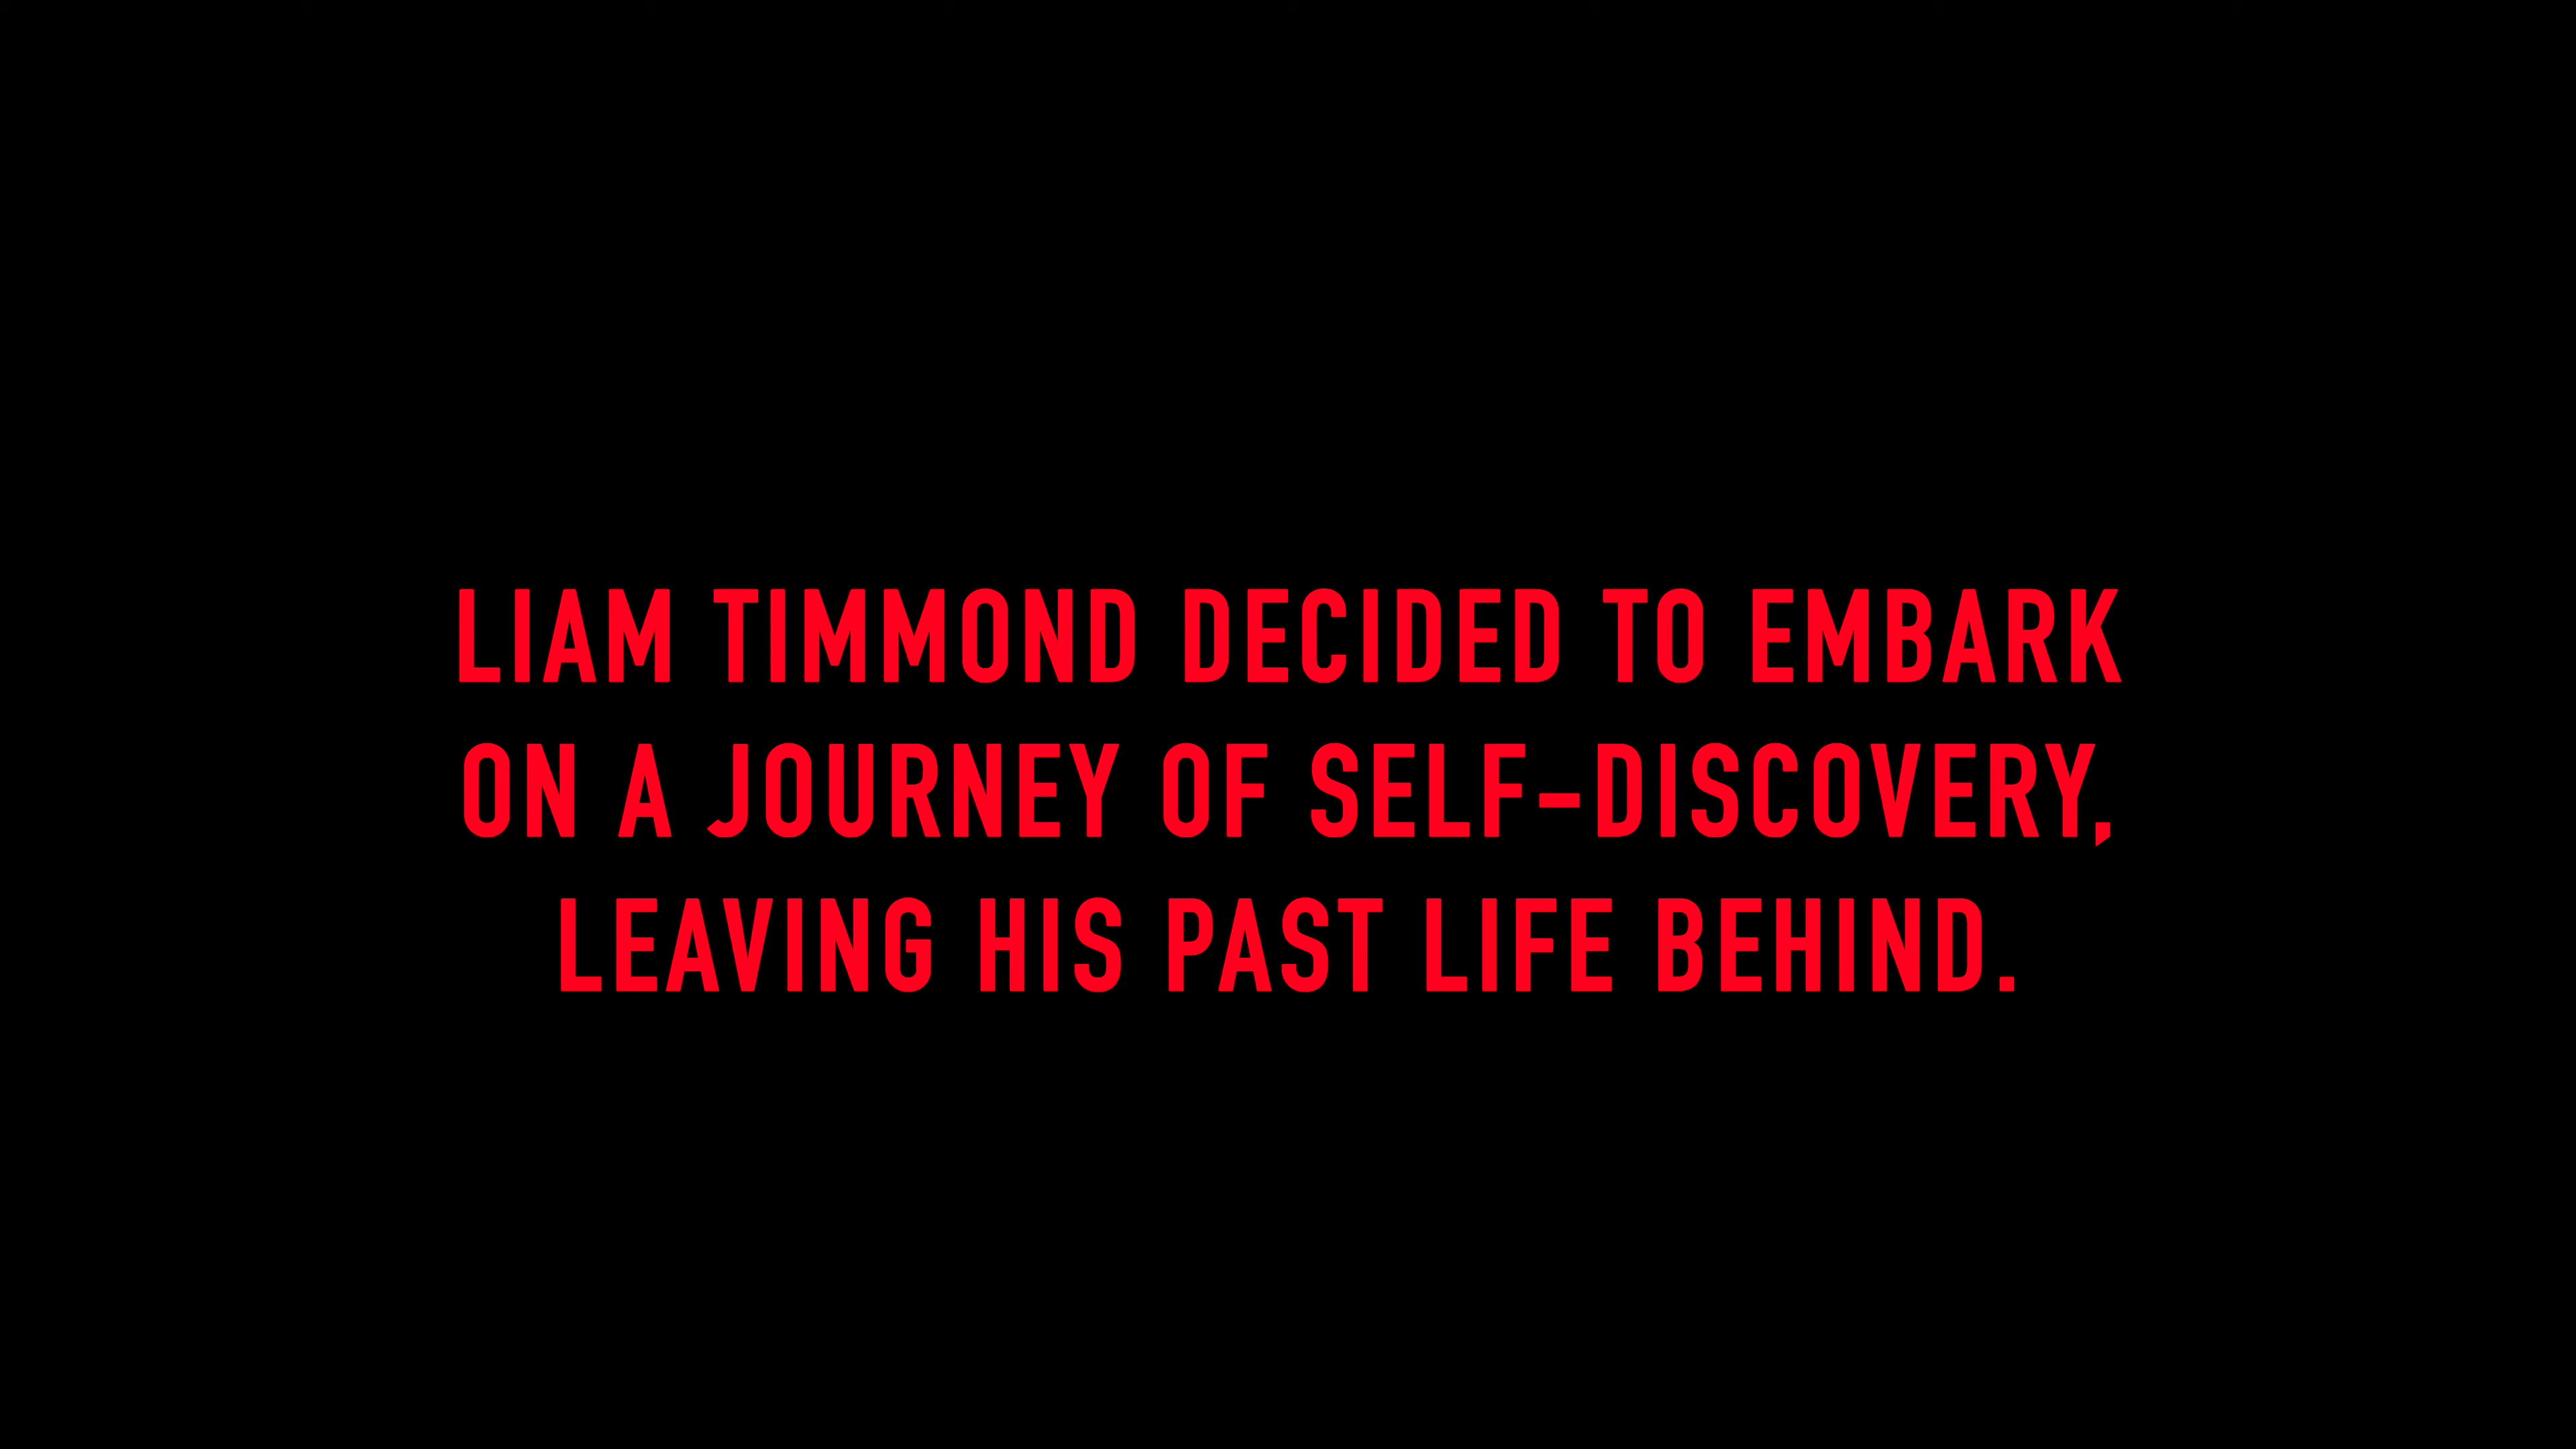 LIAM TIMMOND DECIDED TO EMBARK
ON A JOURNEY OF SELF-DISCOVERY,
LEAVING HIS PAST LIFE BEHIND.